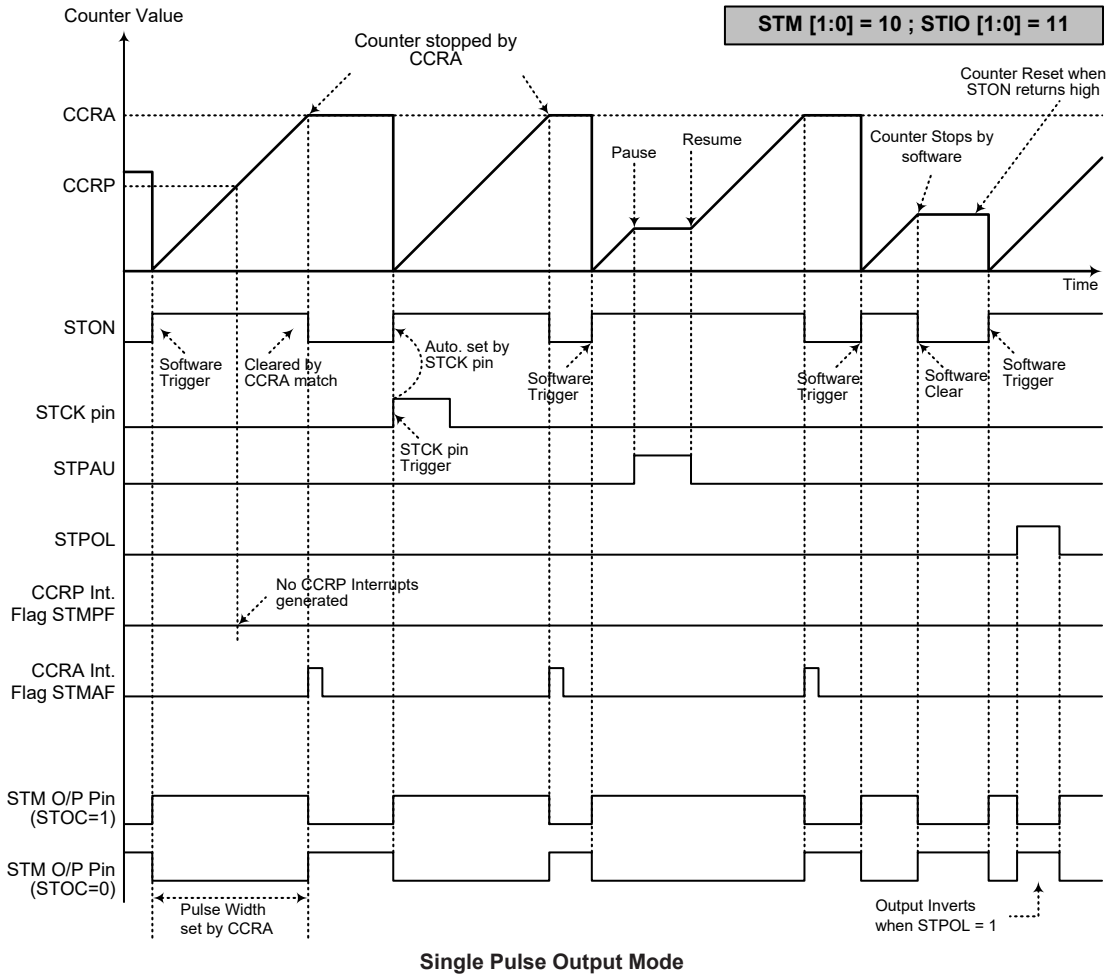 Counter Value
STM [1:0] = 10 ; STIO [1:0] = 11
Counter stopped by
CCRA
Counter Reset when
STON returns high
CCRA
Pause
Resume
Counter Stops by
software
CCRP
Time
STON
Software
Trigger
Cleared by
CCRA match
Auto. set by
STCK pin
Software
Trigger
Software
Trigger
Software
Clear
Software
Trigger
STCK pin
STCK pin
Trigger
STPAU
STPOL
CCRP Int.
Flag STMPF
No CCRP Interrupts
generated
CCRA Int.
Flag STMAF
STM O/P Pin
(STOC=1)
STM O/P Pin
(STOC=0)
Pulse Width
set by CCRA
Output Inverts
when STPOL = 1
Single Pulse Output Mode